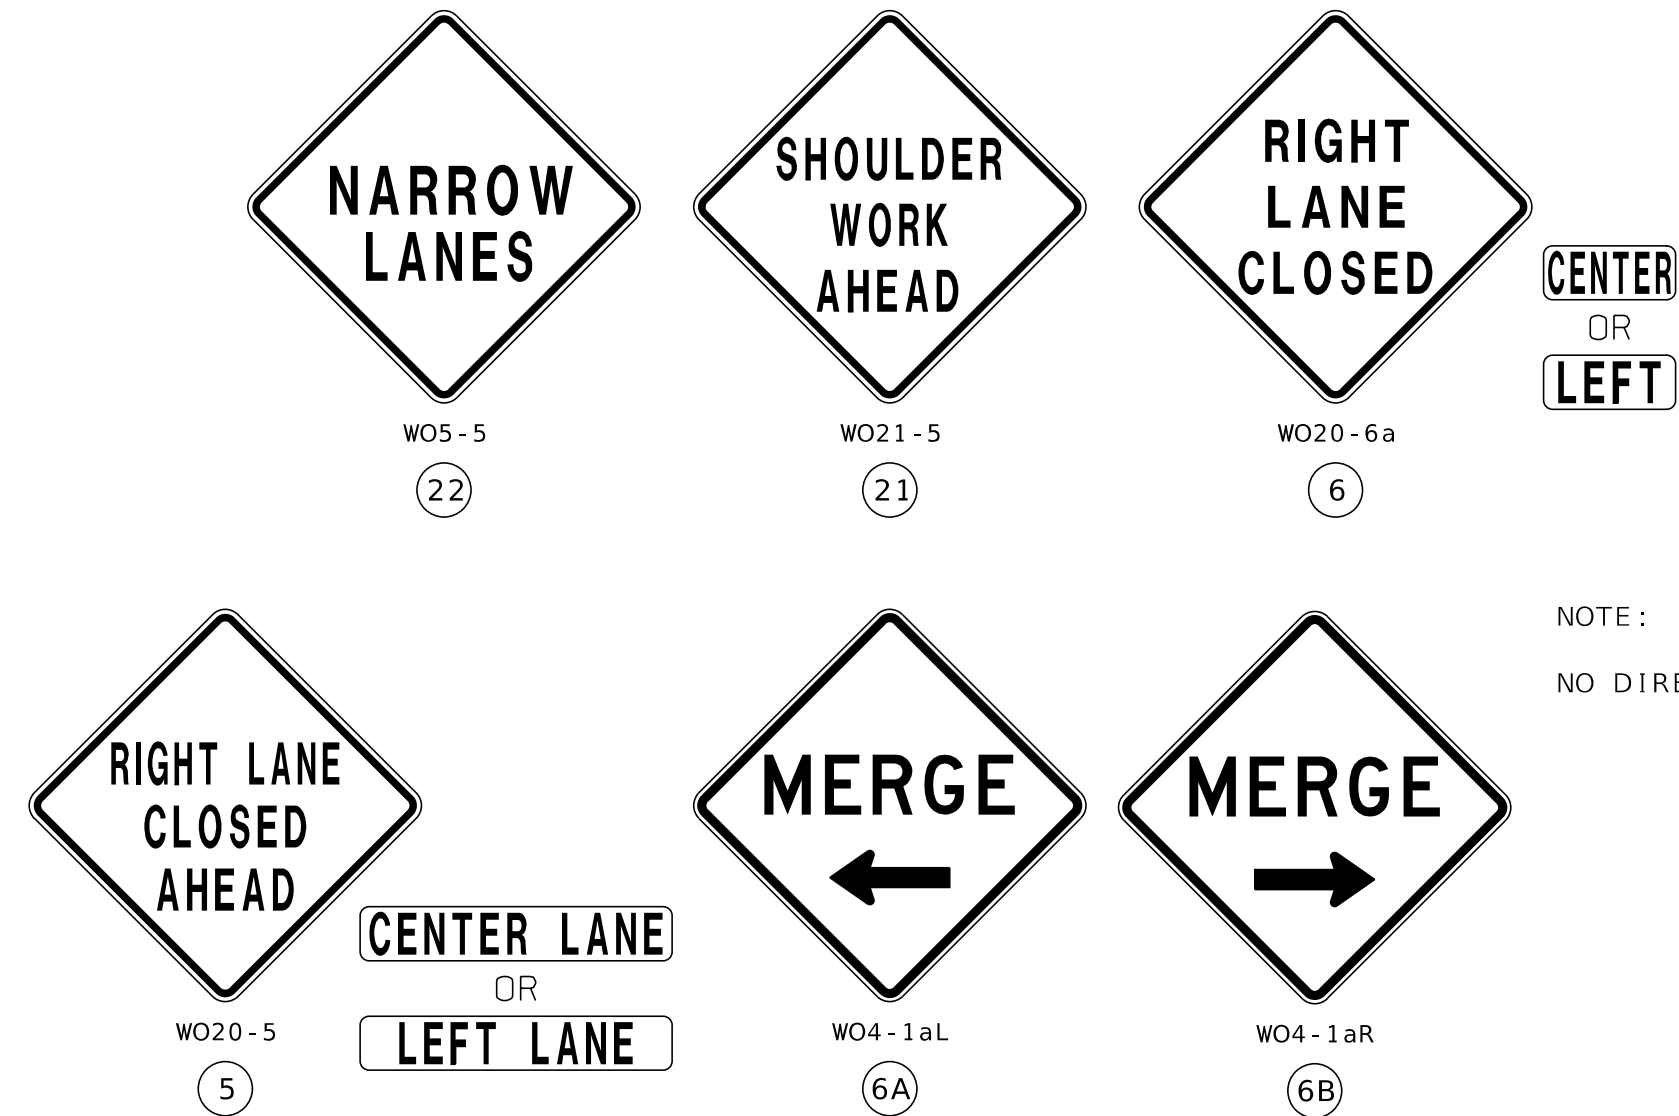 NARROW
LANES
WO5-5
22
SHOULDER
WORK
AHEAD
WO21-5
21
RIGHT
LANE
CLOSED
WO20-6a
6
CENTER
OR
LEFT
RIGHT LANE
CLOSED
AHEAD
WO20-5
5
CENTER LANE
OR
LEFT LANE
MERGE
WO4-1aL
6A
MERGE
WO4-1aR
6B
NOTE:
NO